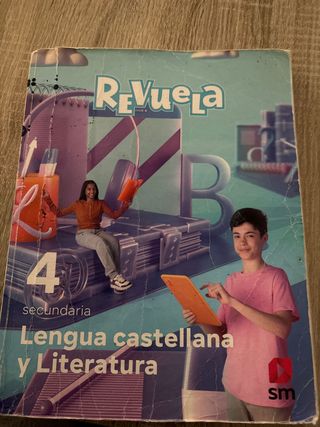 REVUELA
B
4
secundaria
Lengua castellana
y Literatura
sm